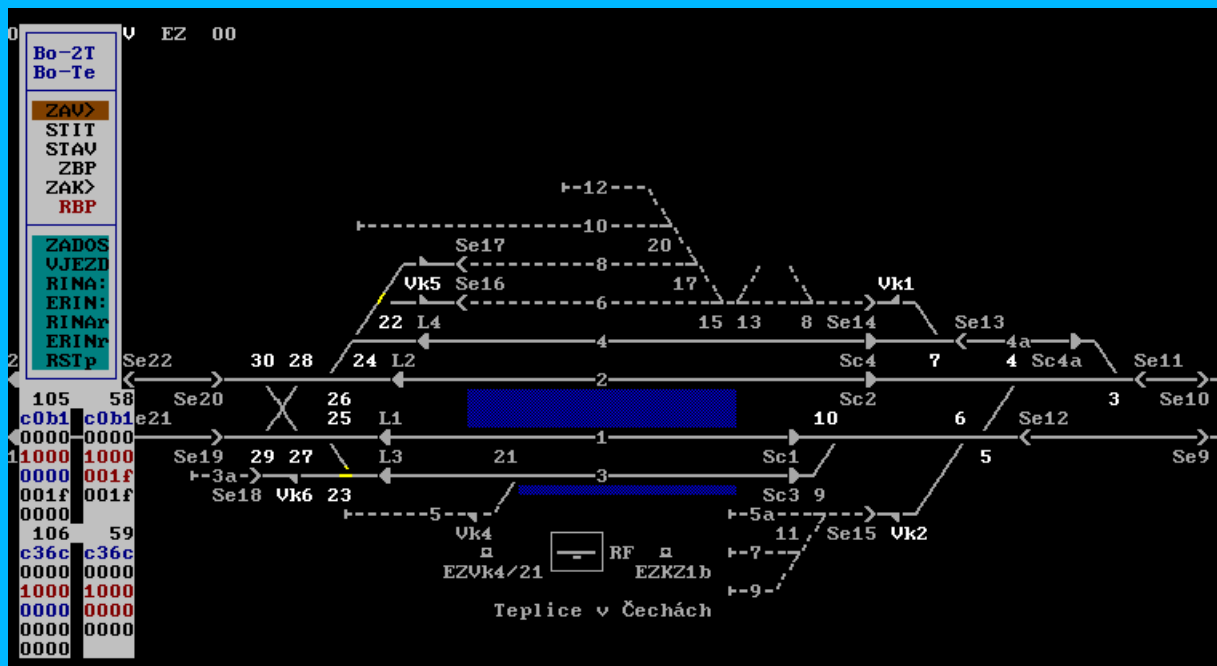 0 V EZ 00
Bo-2T
Bo-Te
ZAV>
STIT
STAV
ZBP
ZAK>
RBP
ZADOS
VJEZD
RINA:
ERIN:
RINAr
ERINr
RSTp
12
10
Se17 20
8
Vk5 Se16 17 Vk1
6
22 L4 15 13 8 Se14 Se13
4 4a
2 Se22 30 28 24 L2 Sc4 7 4 Sc4a Se11
2
105 58 Se20 26 Sc2 3 Se10
c0b1 c0b1 e21 25 L1 10 6 Se12
0000 0000 1
11000 1000 Se19 29 27 L3 21 Sc1 5 Se9
0000 001f 3a 3
001f 001f Se18 Vk6 23 Sc3 9
0000 5 5a
106 59 Vk4 11 Se15 Vk2
c36c c36c RF 7
0000 0000 EZVk4/21 EZKZ1b
1000 1000 9
0000 0000 Teplice v Čechách
0000 0000
0000